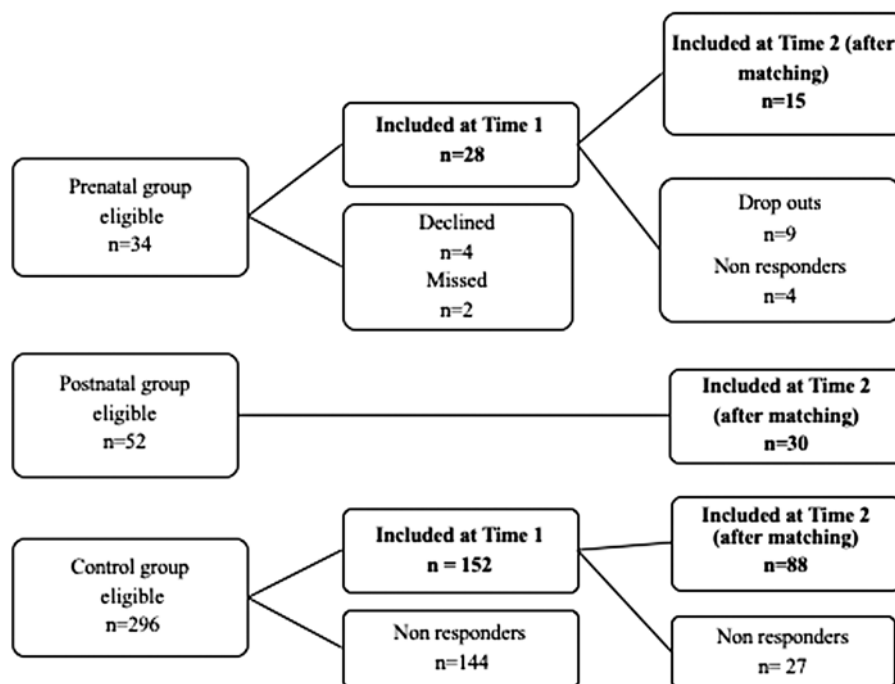 Prenatal group
eligible
n=34
Included at Time 1
n=28
Declined
n=4
Missed
n=2
Included at Time 2 (after
matching)
n=15
Drop outs
n=9
Non responders
n=4
Postnatal group
eligible
n=52
Included at Time 2
(after matching)
n=30
Control group
eligible
n=296
Included at Time 1
n = 152
Non responders
n=144
Included at Time 2
(after matching)
n=88
Non responders
n= 27